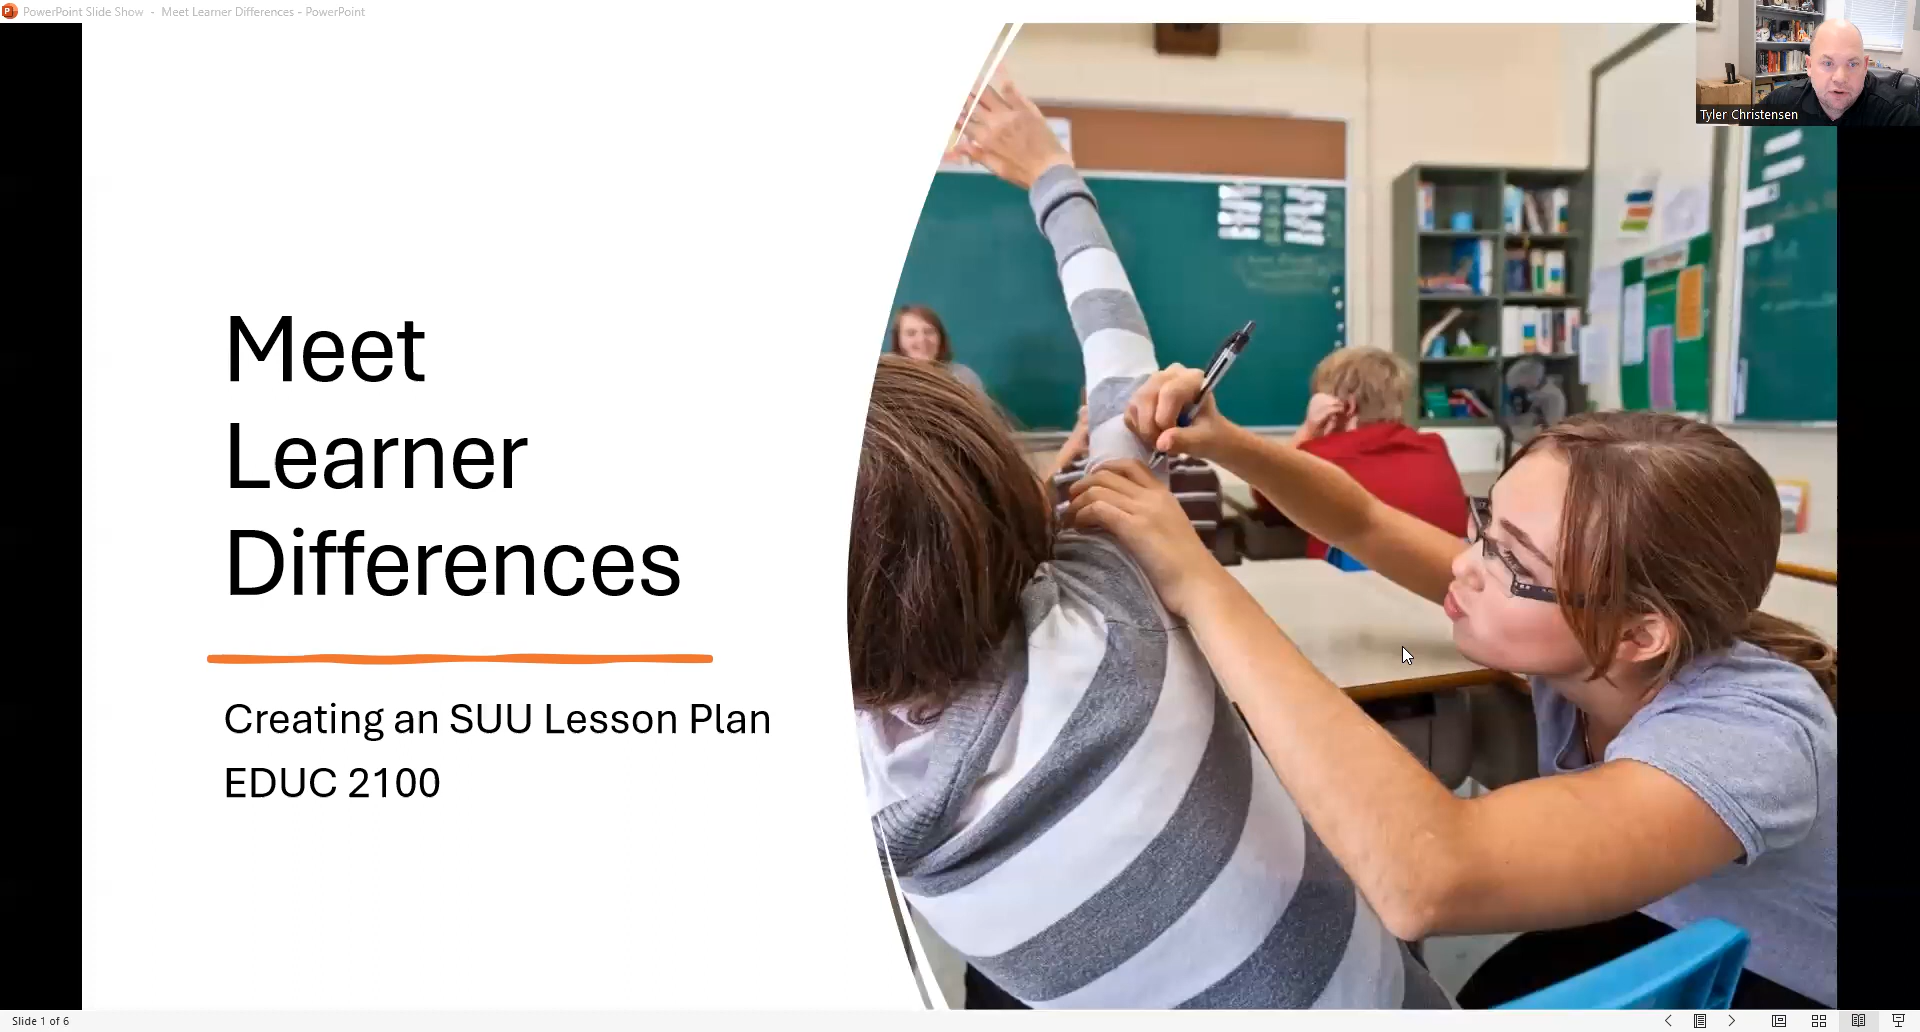 PowerPoint Slide Show - Meet Learner Differences - PowerPoint
Tyler Christensen
Meet
Learner
Differences
Creating an SUU Lesson Plan
EDUC 2100
Slide 1 of 6